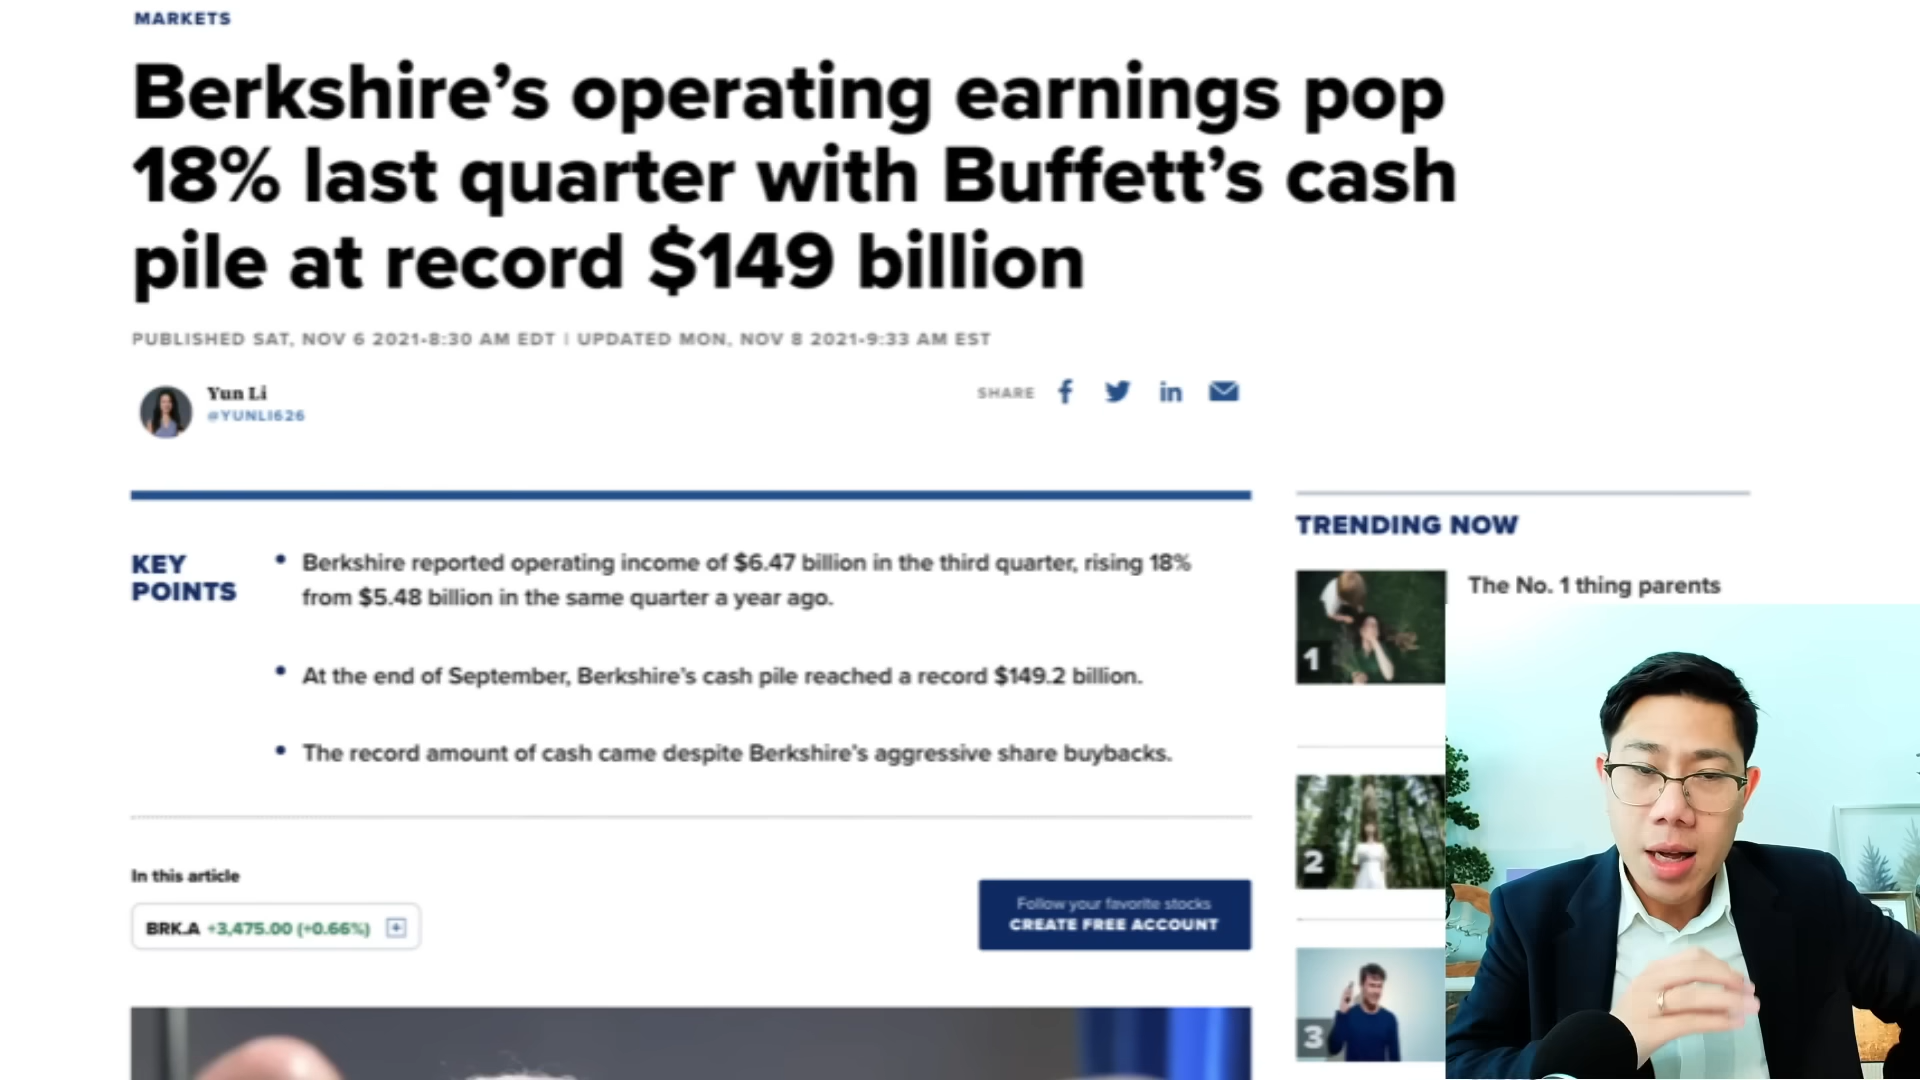 MARKETS
Berkshire’s operating earnings pop
18% last quarter with Buffett’s cash
pile at record $149 billion
PUBLISHED SAT, NOV 6 2021-8:30 AM EDT | UPDATED MON, NOV 8 2021-9:33 AM EST
Yun Li
@YUNLI626
SHARE
KEY
POINTS
Berkshire reported operating income of $6.47 billion in the third quarter, rising 18%
from $5.48 billion in the same quarter a year ago.
At the end of September, Berkshire’s cash pile reached a record $149.2 billion.
The record amount of cash came despite Berkshire’s aggressive share buybacks.
In this article
BRK.A +3,475.00 (+0.66%)
Follow your favorite stocks
CREATE FREE ACCOUNT
TRENDING NOW
1
The No. 1 thing parents
2
3